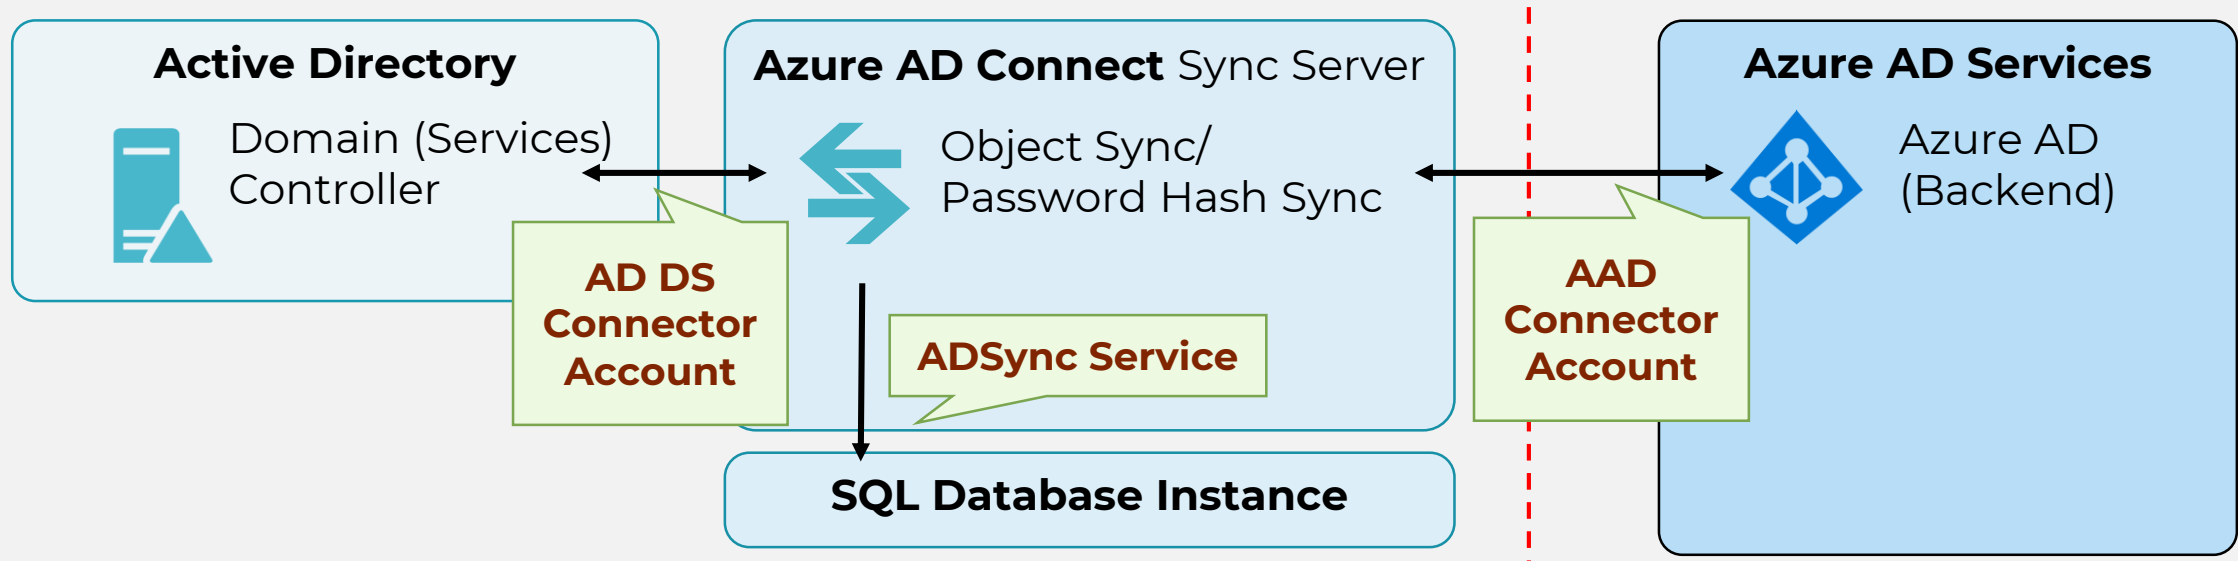 Active Directory
Domain (Services)
Controller
AD DS
Connector
Account
Azure AD Connect Sync Server
Object Sync/
Password Hash Sync
ADSync Service
SQL Database Instance
AAD
Connector
Account
Azure AD Services
Azure AD
(Backend)